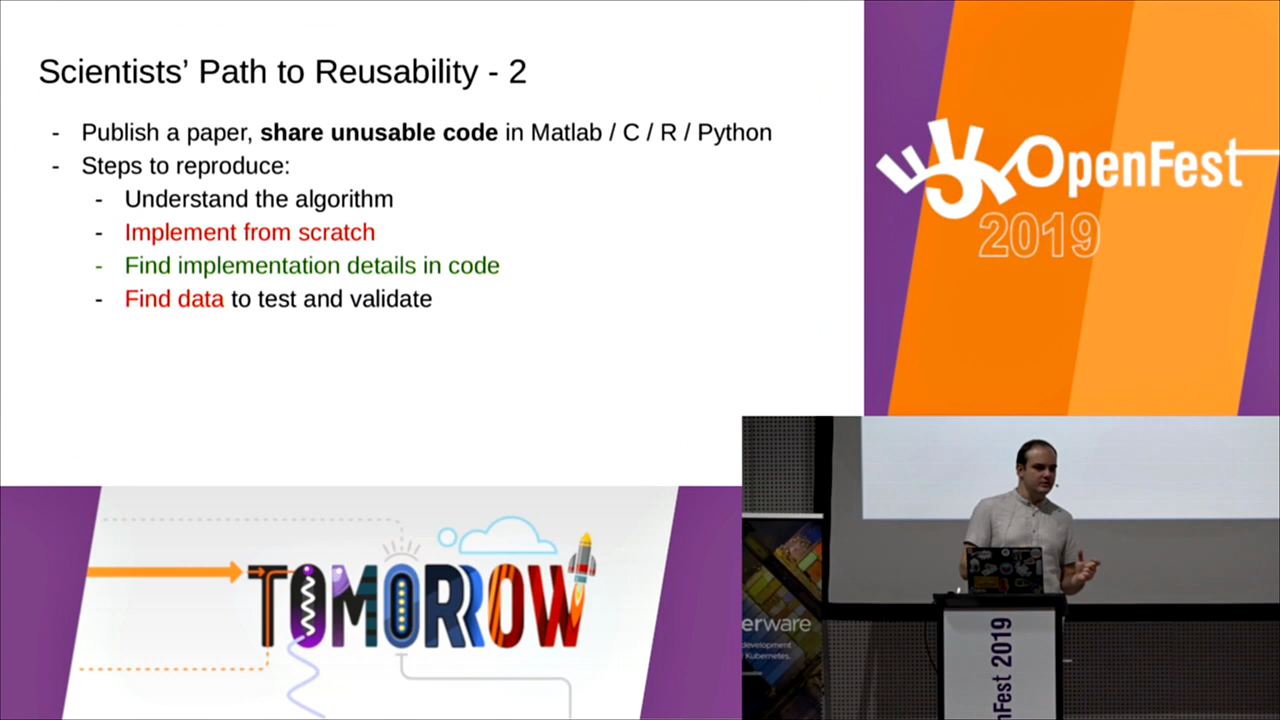 Scientists’ Path to Reusability - 2
- Publish a paper, share unusable code in Matlab / C / R / Python
- Steps to reproduce:
- Understand the algorithm
- Implement from scratch
- Find implementation details in code
- Find data to test and validate
OpenFest
2019
TOMORROW
erware
development
Kubernetes.
nFest 2019